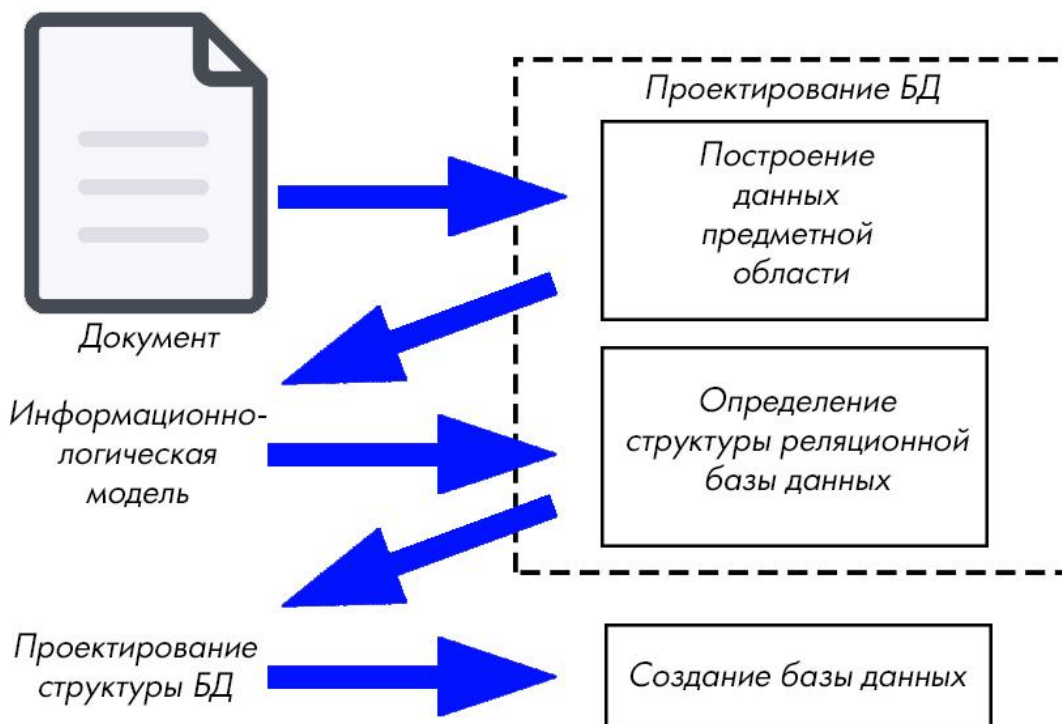 Проектирование БД
Построение
данных
предметной
области
Документ
Информационно-
логическая
модель
Определение
структуры реляционной
базы данных
Проектирование
структуры БД
Создание базы данных